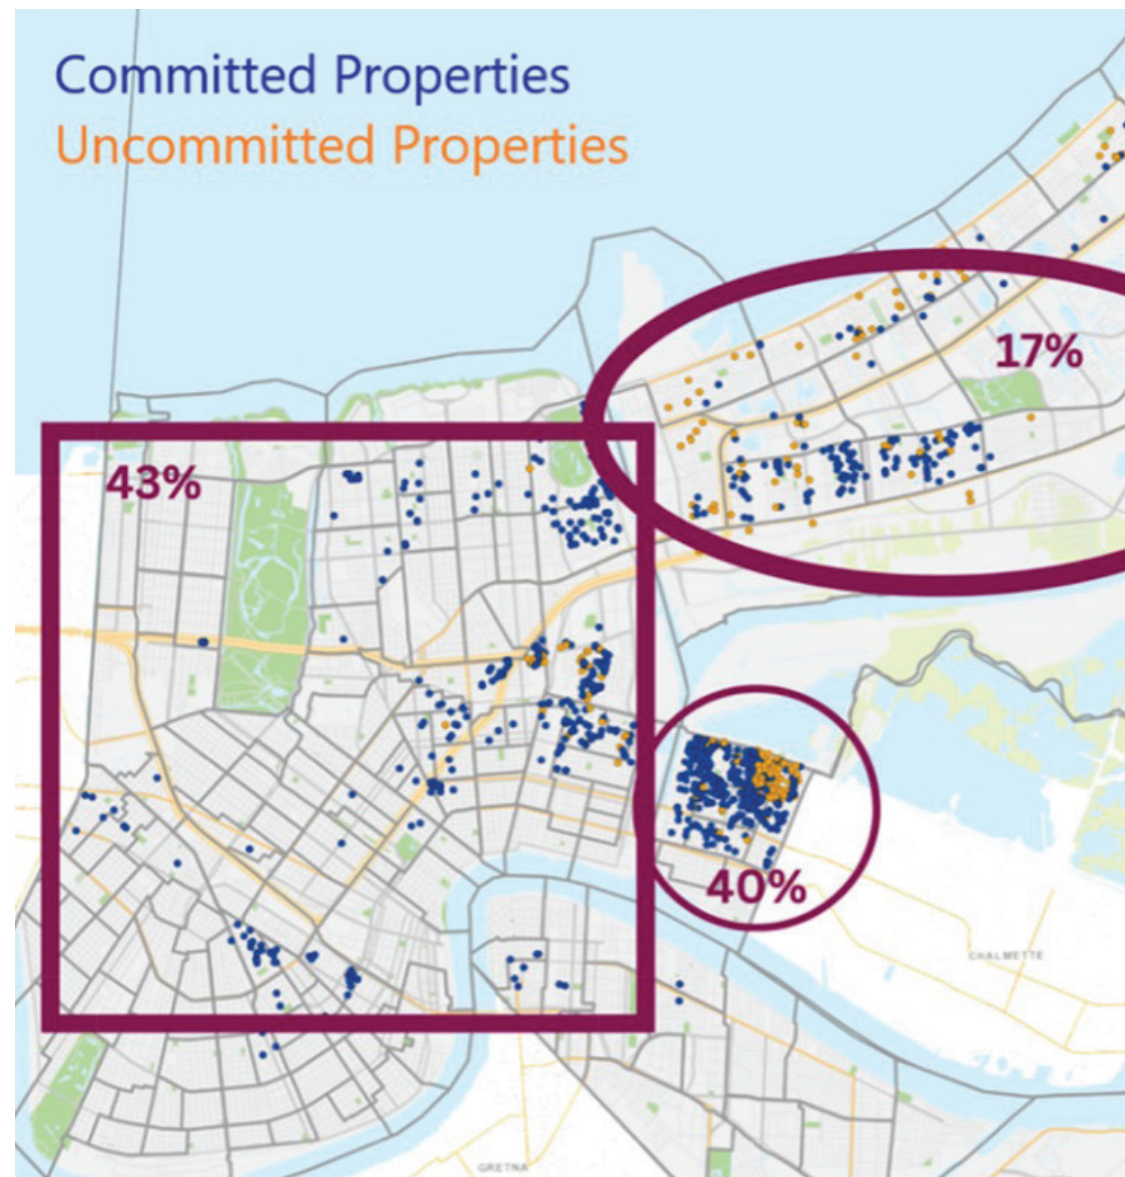 Committed Properties
Uncommitted Properties
17%
43%
40%
CHALMETTE
GRETNA